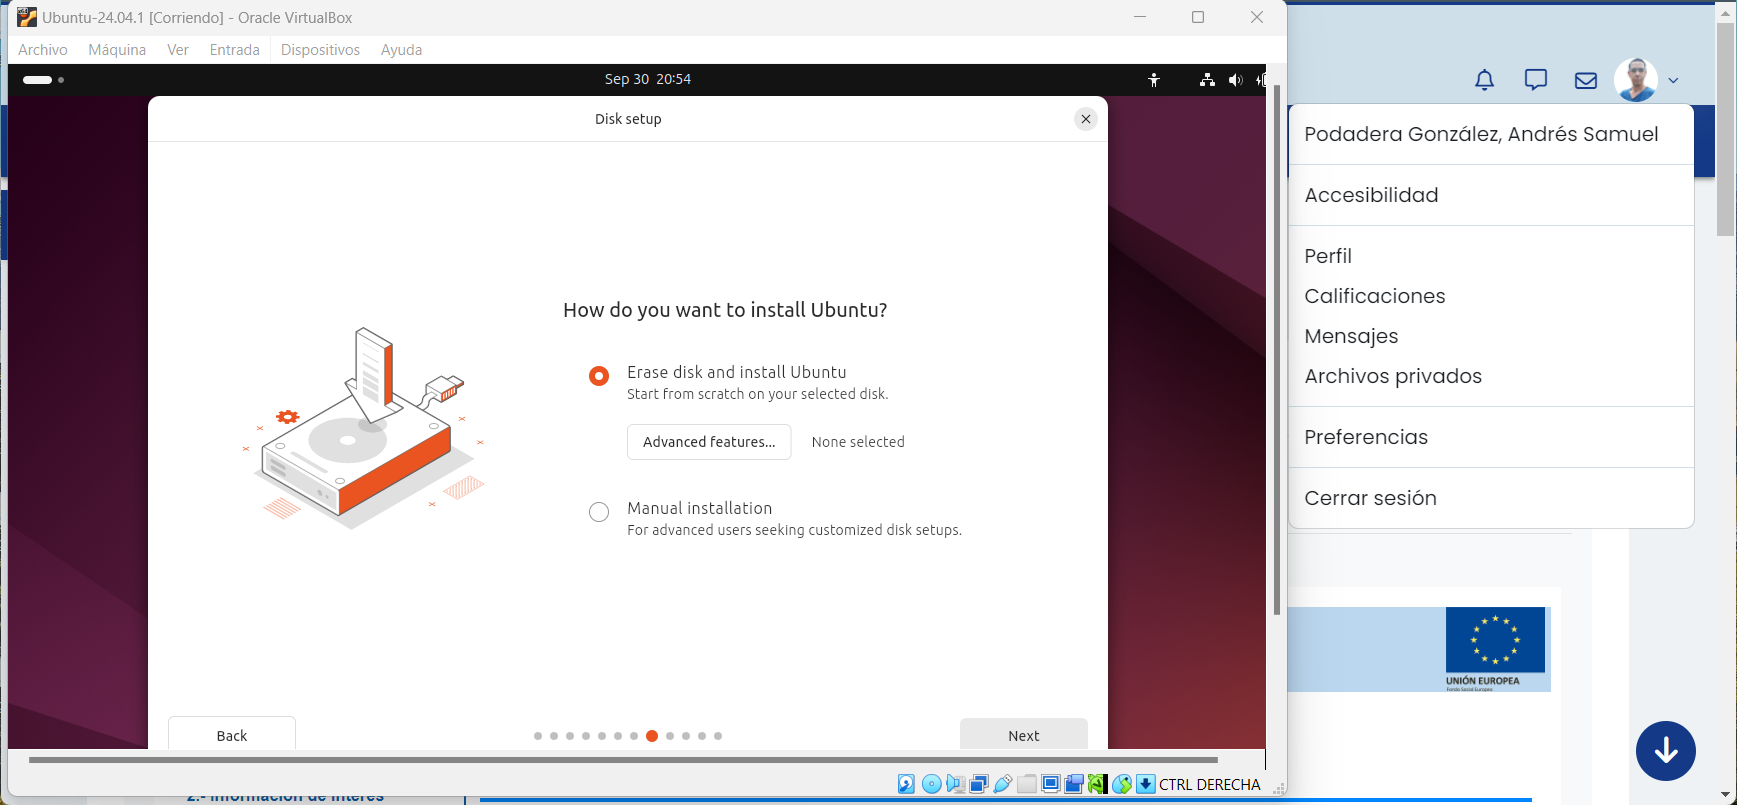 Ubuntu-24.04.1 [Corriendo] - Oracle VirtualBox
Archivo Máquina Ver Entrada Dispositivos Ayuda
Sep 30 20:54
Disk setup
How do you want to install Ubuntu?
Erase disk and install Ubuntu
Start from scratch on your selected disk.
Advanced features... None selected
Manual installation
For advanced users seeking customized disk setups.
Back
Next
CTRL DERECHA
Podadera González, Andrés Samuel
Accesibilidad
Perfil
Calificaciones
Mensajes
Archivos privados
Preferencias
Cerrar sesión
UNIÓN EUROPEA
Fondo Social Europeo
2.- Información de interés